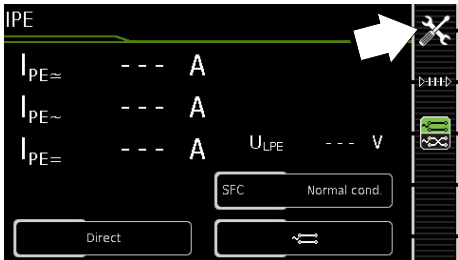 IPE
IPE≃ --- A
IPE~ --- A
IPE= --- A
ULPE --- V
SFC Normal cond.
Direct